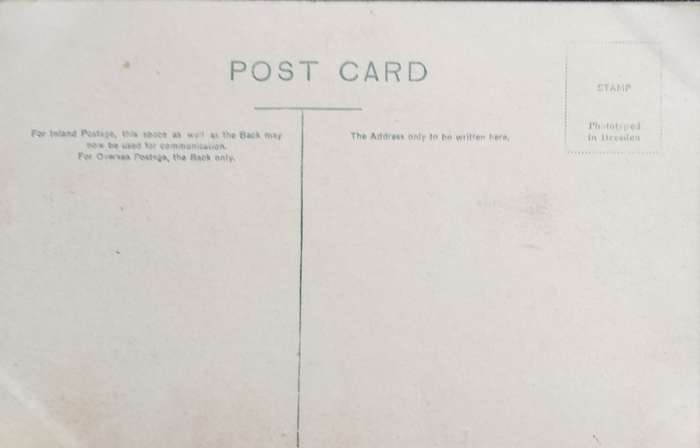 POST CARD
STAMP
Phototyped
in Dresden
For Inland Postage, this space as well as the Back may
now be used for communication.
For Oversea Postage, the Back only.
The Address only to be written here.